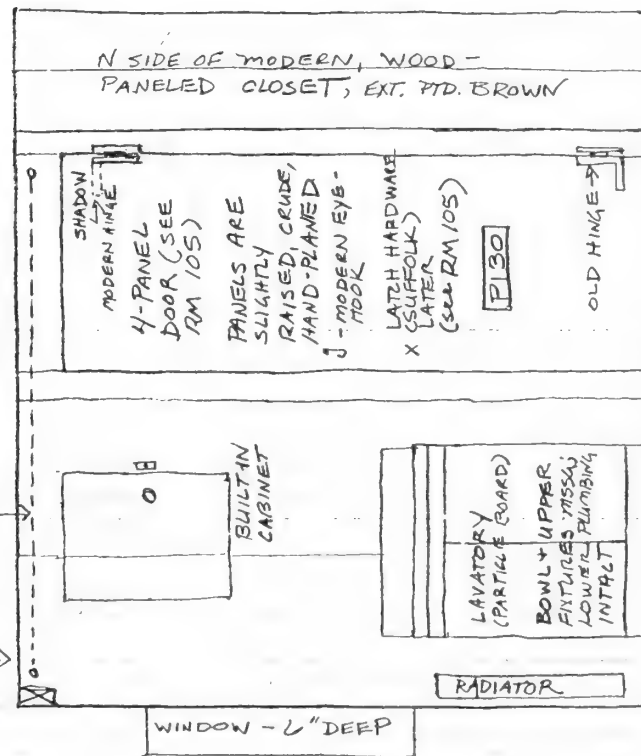 N SIDE OF MODERN, WOOD-
PANELED CLOSET, EXT. PTD. BROWN
SHADOW
MODERN HINGE
4-PANEL
DOOR (SEE
RM 105)
PANELS ARE
SLIGHTLY
RAISED, CRUDE,
HAND-PLANED
J - MODERN EYE-
HOOK
LATCH HARDWARE
X (SUFFOLK)
LATER
(see RM 105)
P130
OLD HINGE
BUILT-IN
CABINET
LAVATORY
(PARTICLE BOARD)
BOWL + UPPER
FIXTURES MSSG;
LOWER PLUMBING
INTACT
RADIATOR
WINDOW - " DEEP